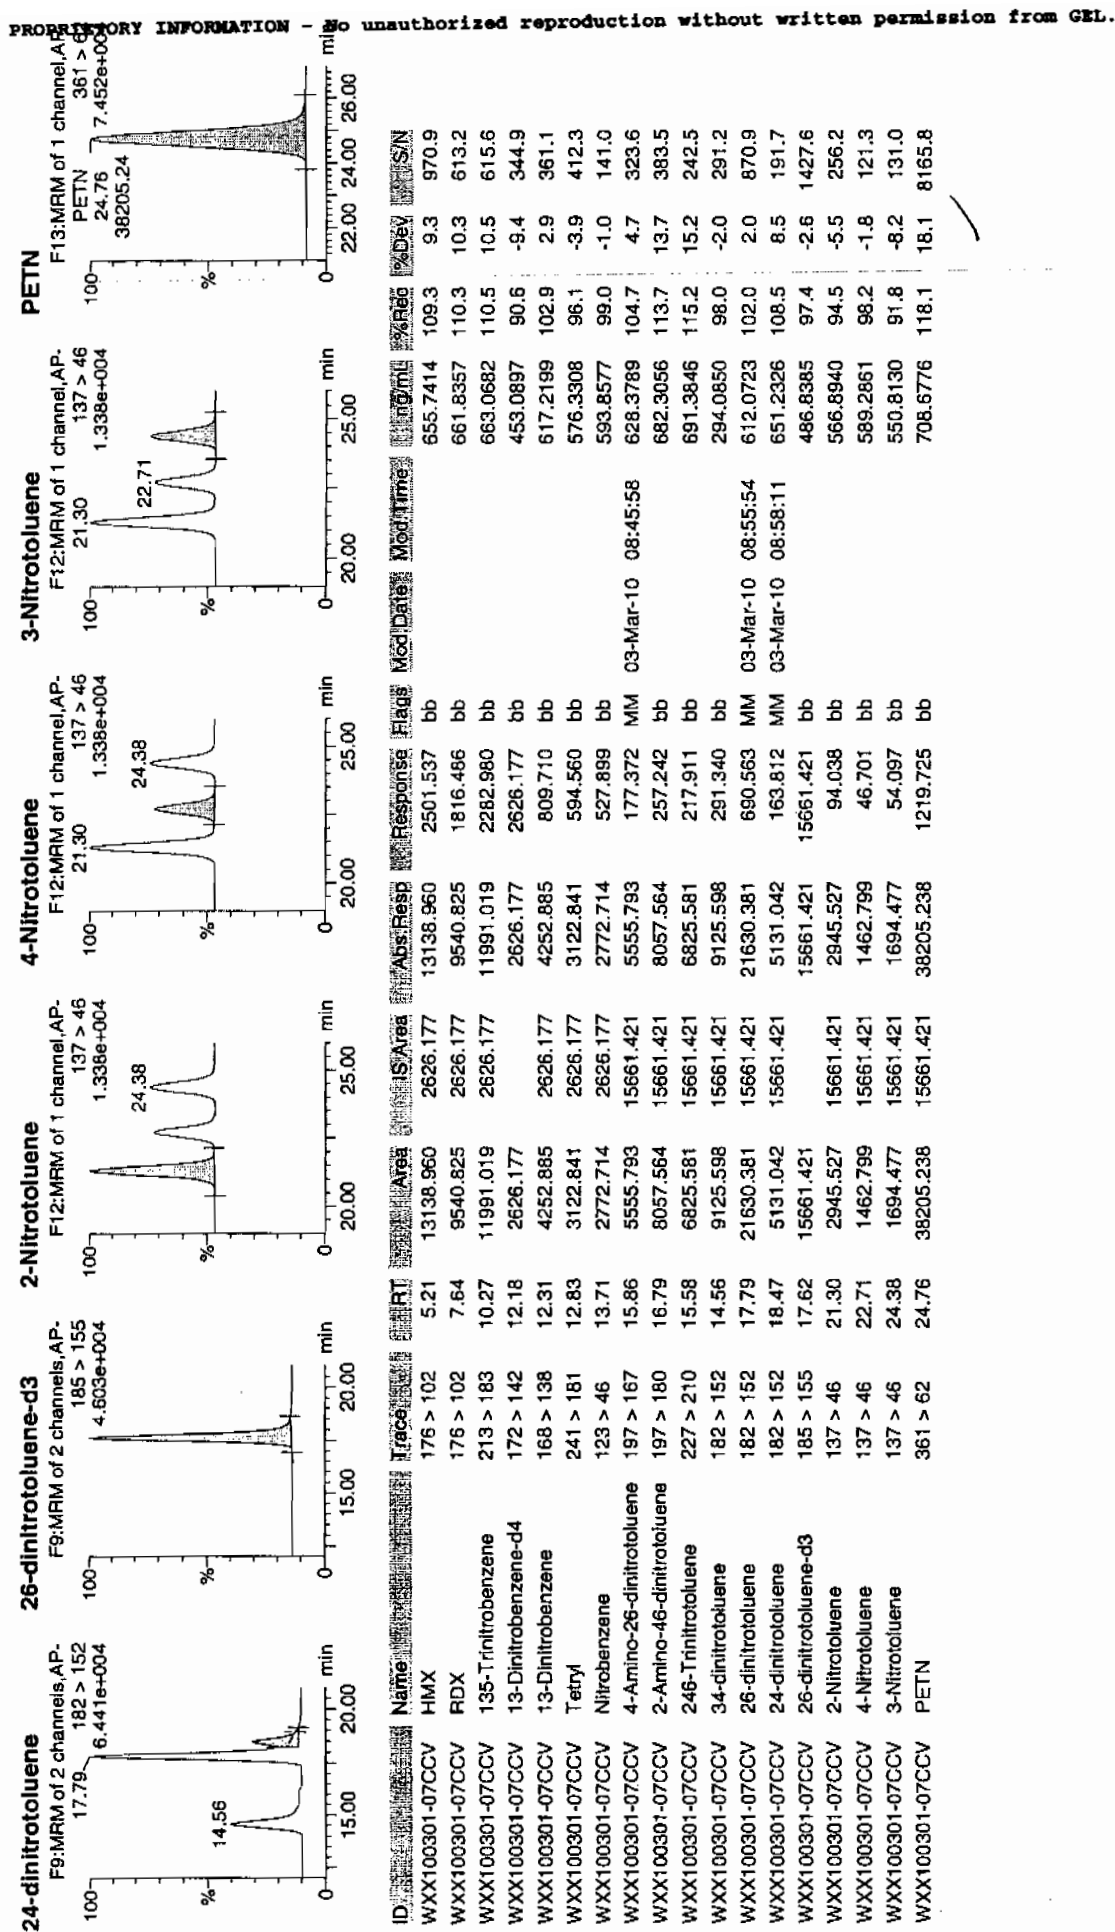 PROPRIETORY INFORMATION - No unauthorized reproduction without written permission from GEL.
24-dinitrotoluene
F9:MRM of 2 channels,AP-
17.79 182 > 152
6.441e+004
100
14.56
%
0
15.00 20.00 min
26-dinitrotoluene-d3
F9:MRM of 2 channels,AP-
185 > 155
4.603e+004
100
%
0
15.00 20.00 min
2-Nitrotoluene
F12:MRM of 1 channel,AP-
137 > 46
1.338e+004
24.38
100
%
0
20.00 25.00 min
4-Nitrotoluene
F12:MRM of 1 channel,AP-
21.30 137 > 46
1.338e+004
24.38
100
%
0
20.00 25.00 min
3-Nitrotoluene
F12:MRM of 1 channel,AP-
21.30 137 > 46
1.338e+004
22.71
100
%
0
20.00 25.00 min
PETN
F13:MRM of 1 channel,AP-
PETN 361 >
24.76 7.452e+00
38205.24
100
%
0
22.00 24.00 26.00 min
ID Name Trace RT Area IS Area Abs Resp Response Flags Mod Date Mod Time ng/mL %Rec %Dev S/N
WXX100301-07CCV HMX 176 > 102 5.21 13138.960 2626.177 13138.960 2501.537 bb 655.7414 109.3 9.3 970.9
WXX100301-07CCV RDX 176 > 102 7.64 9540.825 2626.177 9540.825 1816.466 bb 661.8357 110.3 10.3 613.2
WXX100301-07CCV 135-Trinitrobenzene 213 > 183 10.27 11991.019 2626.177 11991.019 2282.980 bb 663.0682 110.5 10.5 615.6
WXX100301-07CCV 13-Dinitrobenzene-d4 172 > 142 12.18 2626.177 2626.177 2626.177 bb 453.0897 90.6 -9.4 344.9
WXX100301-07CCV 13-Dinitrobenzene 168 > 138 12.31 4252.885 2626.177 4252.885 809.710 bb 617.2199 102.9 2.9 361.1
WXX100301-07CCV Tetryl 241 > 181 12.83 3122.841 2626.177 3122.841 594.560 bb 576.3308 96.1 -3.9 412.3
WXX100301-07CCV Nitrobenzene 123 > 46 13.71 2772.714 2626.177 2772.714 527.899 bb 593.8577 99.0 -1.0 141.0
WXX100301-07CCV 4-Amino-26-dinitrotoluene 197 > 167 15.86 5555.793 15661.421 5555.793 177.372 MM 03-Mar-10 08:45:58 628.3789 104.7 4.7 323.6
WXX100301-07CCV 2-Amino-46-dinitrotoluene 197 > 180 16.79 8057.564 15661.421 8057.564 257.242 bb 682.3056 113.7 13.7 383.5
WXX100301-07CCV 246-Trinitrotoluene 227 > 210 15.58 6825.581 15661.421 6825.581 217.911 bb 691.3846 115.2 15.2 242.5
WXX100301-07CCV 34-dinitrotoluene 182 > 152 14.56 9125.598 15661.421 9125.598 291.340 bb 294.0850 98.0 -2.0 291.2
WXX100301-07CCV 26-dinitrotoluene 182 > 152 17.79 21630.381 15661.421 21630.381 690.563 MM 03-Mar-10 08:55:54 612.0723 102.0 2.0 870.9
WXX100301-07CCV 24-dinitrotoluene 182 > 152 18.47 5131.042 15661.421 5131.042 163.812 MM 03-Mar-10 08:58:11 651.2326 108.5 8.5 191.7
WXX100301-07CCV 26-dinitrotoluene-d3 185 > 155 17.62 15661.421 15661.421 15661.421 bb 486.8385 97.4 -2.6 1427.6
WXX100301-07CCV 2-Nitrotoluene 137 > 46 21.30 2945.527 15661.421 2945.527 94.038 bb 566.8940 94.5 -5.5 256.2
WXX100301-07CCV 4-Nitrotoluene 137 > 46 22.71 1462.799 15661.421 1462.799 46.701 bb 589.2861 98.2 -1.8 121.3
WXX100301-07CCV 3-Nitrotoluene 137 > 46 24.38 1694.477 15661.421 1694.477 54.097 bb 550.8130 91.8 -8.2 131.0
WXX100301-07CCV PETN 361 > 62 24.76 38205.238 15661.421 38205.238 1219.725 bb 708.6776 118.1 18.1 8165.8